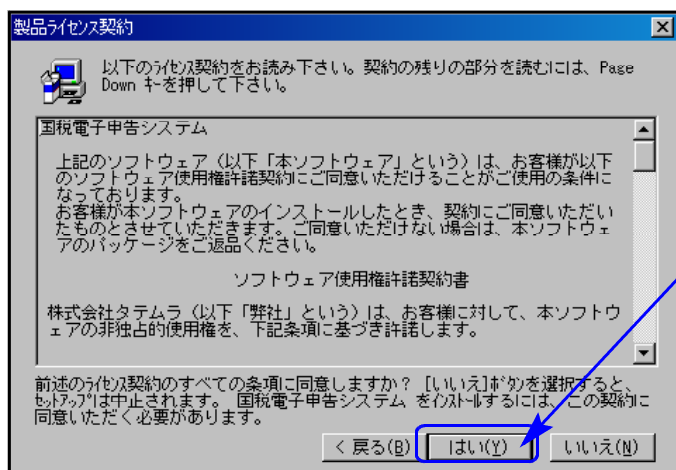 製品ﾗｲｾﾝｽ契約
以下のﾗｲｾﾝｽ契約をお読み下さい。契約の残りの部分を読むには、Page
Down ｷｰを押して下さい。
国税電子申告システム
上記のソフトウェア（以下「本ソフトウェア」という）は、お客様が以下
のソフトウェア使用権許諾契約にご同意いただけることがご使用の条件に
なっております。
お客様が本ソフトウェアのインストールしたとき、契約にご同意いただい
たものとさせていただきます。ご同意いただけない場合は、本ソフトウェ
アのパッケージをご返品ください。
ソフトウェア使用権許諾契約書
株式会社タテムラ（以下「弊社」という）は、お客様に対して、本ソフトウ
ェアの非独占的使用権を、下記条項に基づき許諾します。
前述のﾗｲｾﾝｽ契約のすべての条項に同意しますか？ [いいえ]ﾎﾞﾀﾝを選択すると、
ｾｯﾄｱｯﾌﾟは中止されます。 国税電子申告システム をｲﾝｽﾄｰﾙするには、この契約に
同意いただく必要があります。
< 戻る(B) はい(Y) いいえ(N)